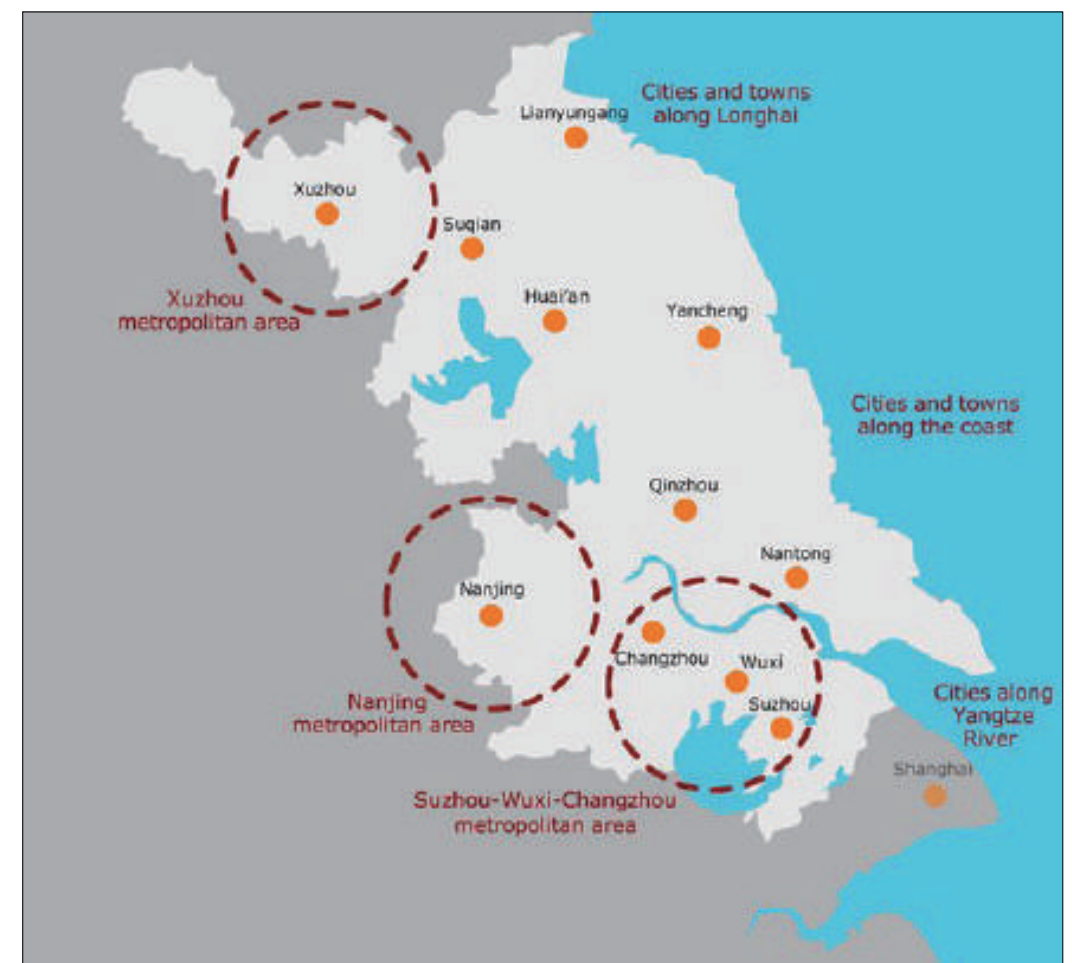 Cities and towns
along Longhai
Lianyungang
Xuzhou
Suqian
Xuzhou
metropolitan area
Huai'an
Yancheng
Cities and towns
along the coast
Qinzhou
Nantong
Nanjing
Changzhou
Wuxi
Suzhou
Nanjing
metropolitan area
Cities along
Yangtze
River
Shanghai
Suzhou-Wuxi-Changzhou
metropolitan area